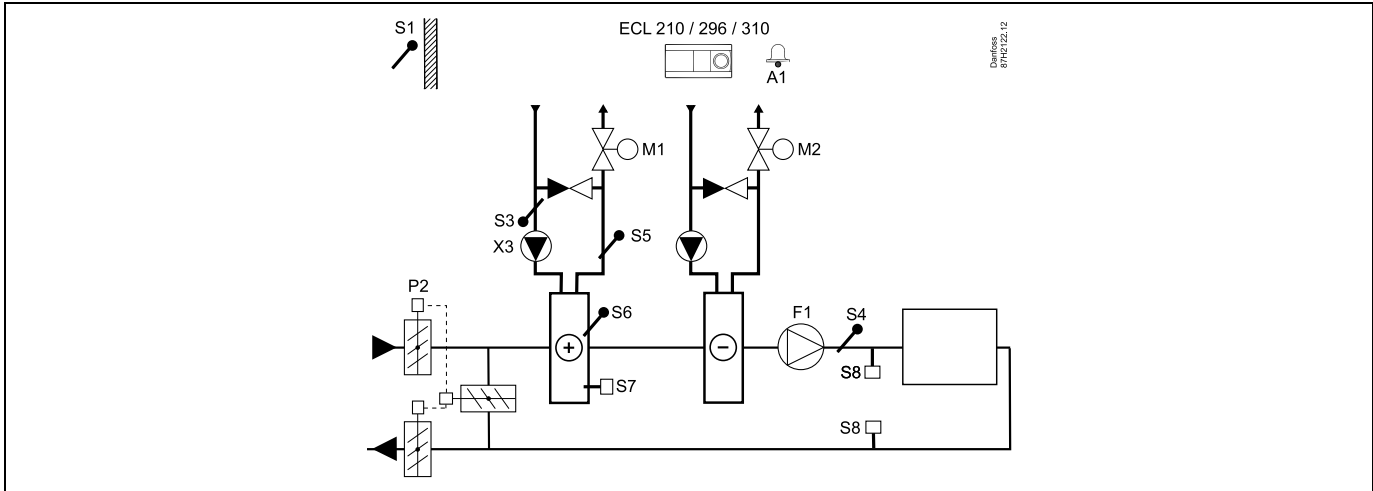 S1
ECL 210 / 296 / 310
A1
Danfoss
87H2122.12
M1
M2
S3
X3
S5
P2
S6
F1
S4
S7
S8
S8